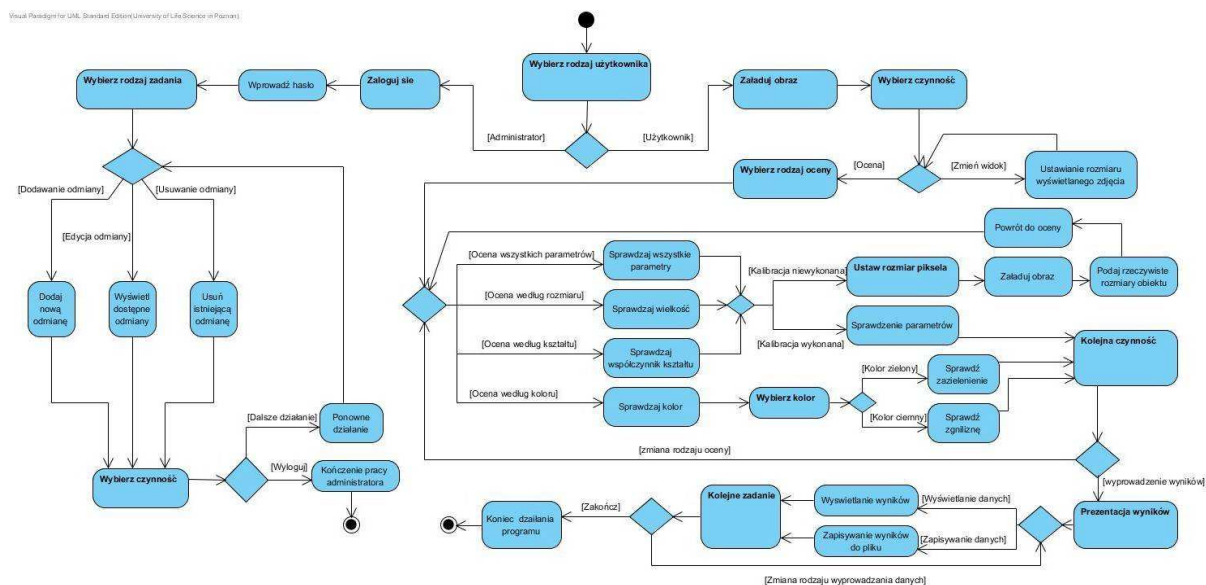 Visual Paradigm for UML Standard Edition(University of Life Science in Poznan)
Wybierz rodzaj użytkownika
[Administrator]
[Użytkownik]
Zaloguj sie
Wprowadź hasło
Wybierz rodzaj zadania
[Dodawanie odmiany]
[Usuwanie odmiany]
[Edycja odmiany]
Dodaj
nową
odmianę
Wyświetl
dostępne
odmiany
Usuń
istniejącą
odmianę
Wybierz czynność
[Dalsze działanie]
Ponowne
działanie
[Wyloguj]
Kończenie pracy
administratora
Załaduj obraz
Wybierz czynność
[Ocena]
[Zmień widok]
Ustawianie rozmiaru
wyświetlanego zdjęcia
Wybierz rodzaj oceny
Powrót do oceny
[Ocena wszystkich parametrów]
Sprawdzaj wszystkie
parametry
[Ocena według rozmiaru]
Sprawdzaj wielkość
[Ocena według kształtu]
Sprawdzaj
współczynnik kształtu
[Ocena według koloru]
Sprawdzaj kolor
[Kalibracja niewykonana]
Ustaw rozmiar piksela
Załaduj obraz
Podaj rzeczywiste
rozmiary obiektu
[Kalibracja wykonana]
Sprawdzenie parametrów
Wybierz kolor
[Kolor zielony]
Sprawdź
zazielenienie
[Kolor ciemny]
Sprawdź
zgniliznę
Kolejna czynność
[zmiana rodzaju oceny]
[wyprowadzenie wyników]
Prezentacja wyników
[Wyświetlanie danych]
Wyswietlanie wyników
[Zapisywanie danych]
Zapisywanie wyników
do pliku
Kolejne zadanie
[Zakończ]
Koniec dzaiłania
programu
[Zmiana rodzaju wyprowadzania danych]